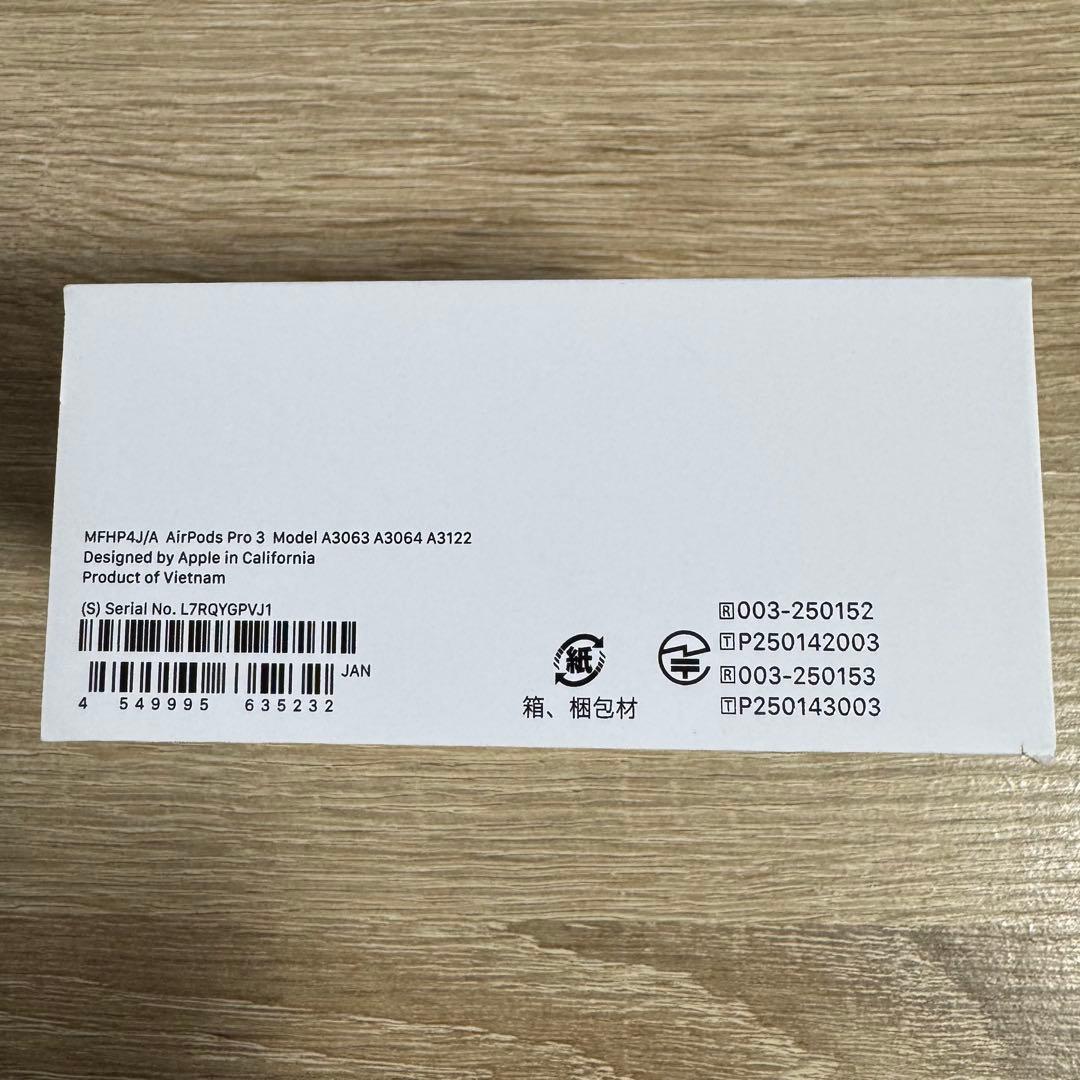 MFHP4J/A AirPods Pro 3 Model A3063 A3064 A3122
Designed by Apple in California
Product of Vietnam
(S) Serial No. L7RQYGPVJ1
JAN
4 549995 635232
紙
箱、梱包材
R003-250152
TP250142003
R003-250153
TP250143003